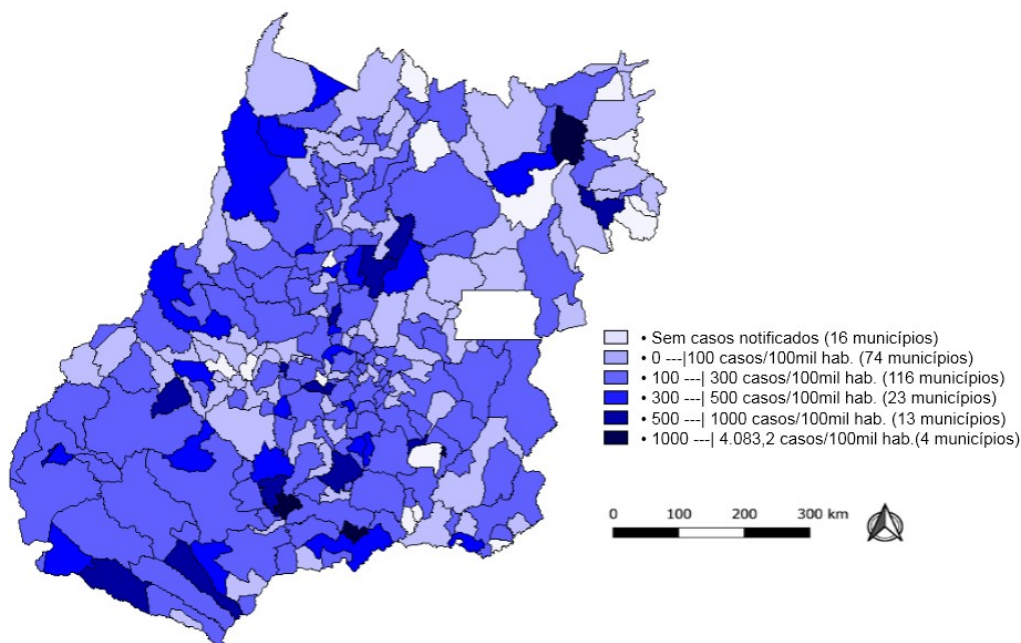 • Sem casos notificados (16 municípios)
• 0 ---|100 casos/100mil hab. (74 municípios)
• 100 ---| 300 casos/100mil hab. (116 municípios)
• 300 ---| 500 casos/100mil hab. (23 municípios)
• 500 ---| 1000 casos/100mil hab. (13 municípios)
• 1000 ---| 4.083,2 casos/100mil hab.(4 municípios)
0 100 200 300 km